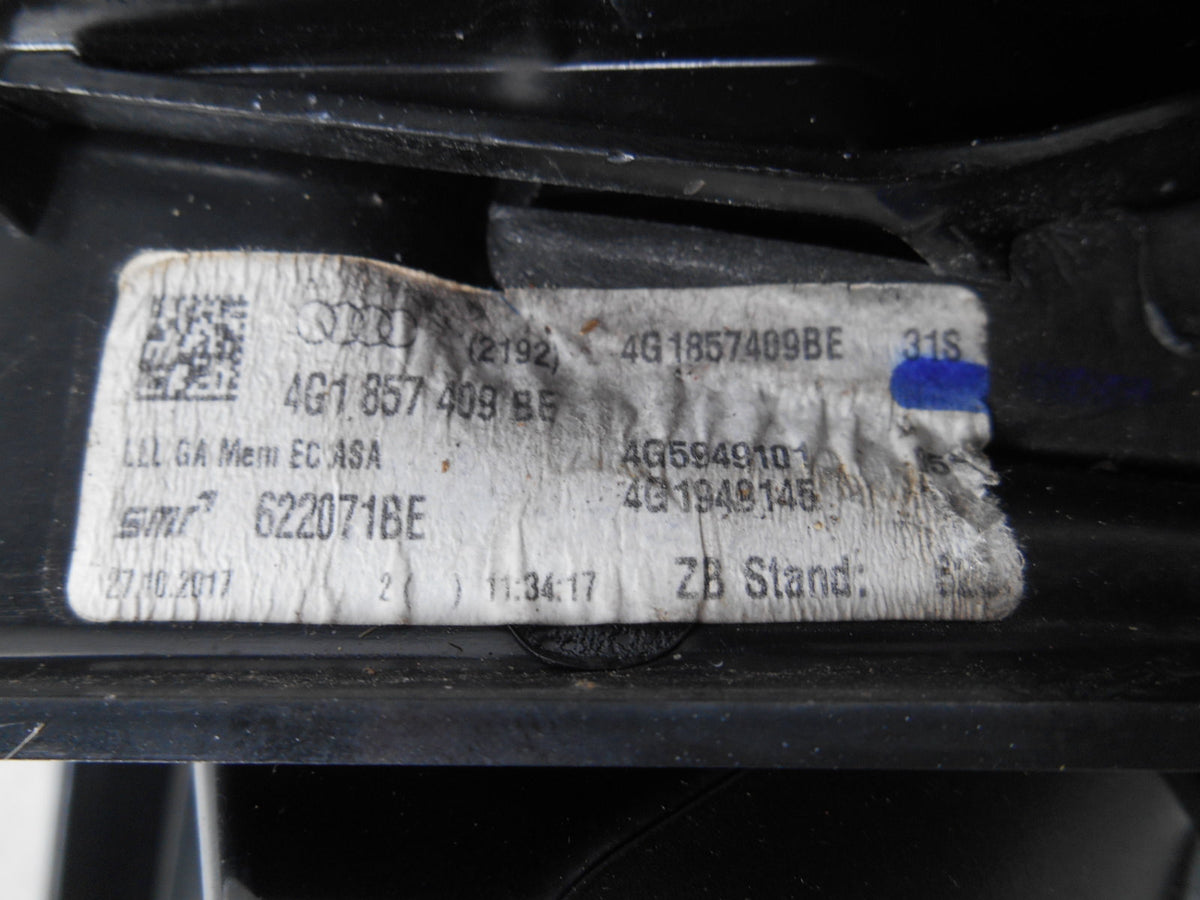 (2192) 4G1857409BE 31S
4G1 857 409 BE
LLL GA Mem EC ASA 4G5949101
4G1949145
smr 622071BE
27.10.2017 2 ( ) 11:34:17 ZB Stand: